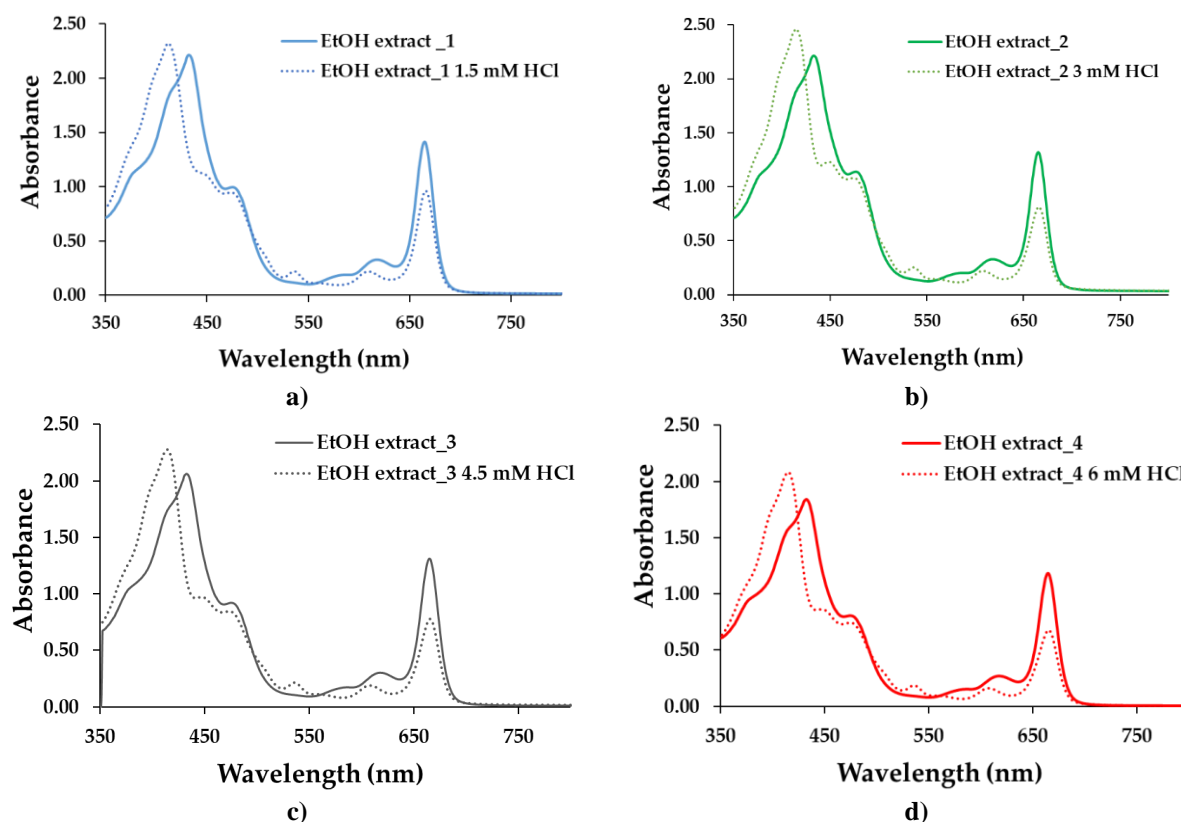 2.50
2.00
1.50
1.00
0.50
0.00
Absorbance
EtOH extract _1
EtOH extract_1 1.5 mM HCl
350 450 550 650 750
Wavelength (nm)
a)
2.50
2.00
1.50
1.00
0.50
0.00
Absorbance
EtOH extract_2
EtOH extract_2 3 mM HCl
350 450 550 650 750
Wavelength (nm)
b)
2.50
2.00
1.50
1.00
0.50
0.00
Absorbance
EtOH extract_3
EtOH extract_3 4.5 mM HCl
350 450 550 650 750
Wavelength (nm)
c)
2.50
2.00
1.50
1.00
0.50
0.00
Absorbance
EtOH extract_4
EtOH extract_4 6 mM HCl
350 450 550 650 750
Wavelength (nm)
d)